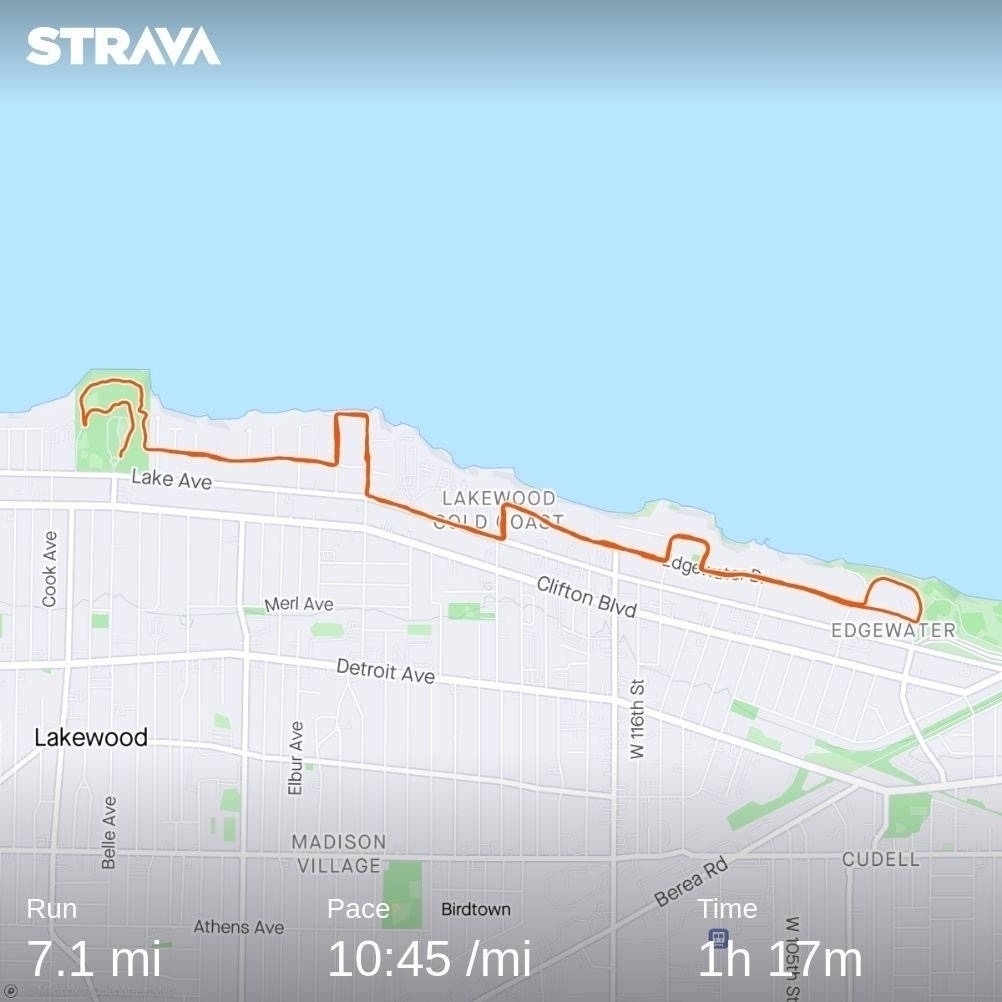 STRAVA
Lake Ave
LAKEWOOD
GOLD COAST
Cook Ave
Edgewater Dr
Clifton Blvd
Merl Ave
EDGEWATER
Detroit Ave
W 116th St
Lakewood
Elbur Ave
Belle Ave
MADISON
VILLAGE
CUDELL
Berea Rd
Birdtown
Athens Ave
W 105th St
Run
Pace
Time
7.1 mi
10:45 /mi
1h 17m